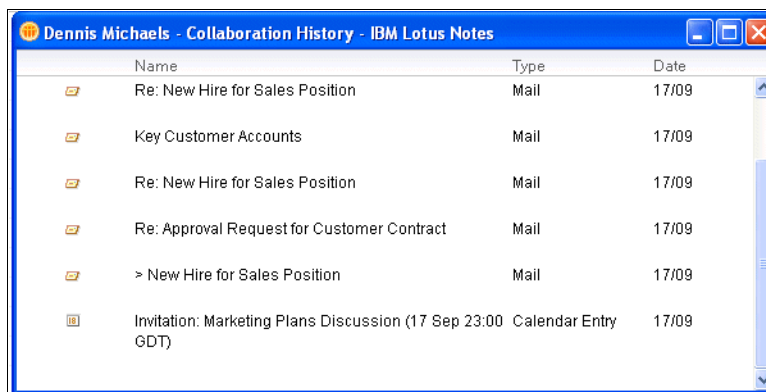 Dennis Michaels - Collaboration History - IBM Lotus Notes
Name Type Date
Re: New Hire for Sales Position Mail 17/09
Key Customer Accounts Mail 17/09
Re: New Hire for Sales Position Mail 17/09
Re: Approval Request for Customer Contract Mail 17/09
> New Hire for Sales Position Mail 17/09
18 Invitation: Marketing Plans Discussion (17 Sep 23:00 Calendar Entry 17/09
GDT)